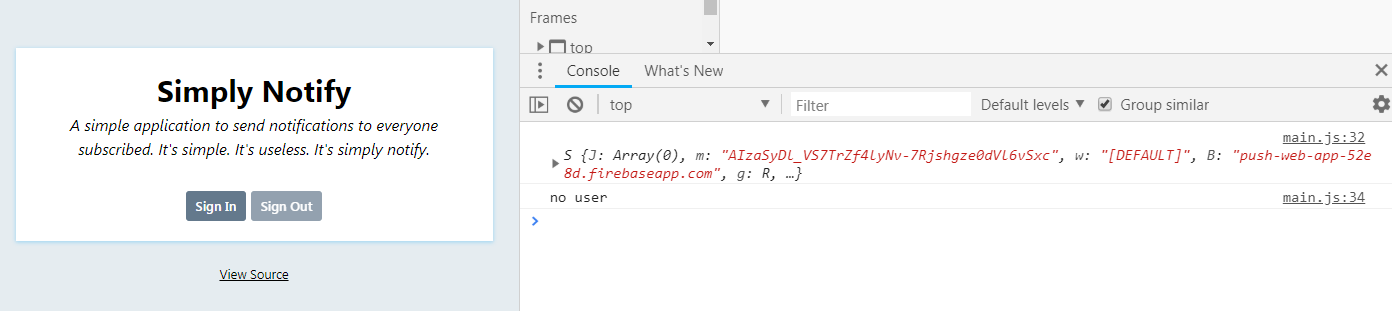 Simply Notify
A simple application to send notifications to everyone
subscribed. It's simple. It's useless. It's simply notify.
Sign In Sign Out
View Source
Frames
top
Console What's New
top Filter Default levels Group similar
main.js:32
S {J: Array(0), m: "AIzaSyDl_VS7TrZf4lyNv-7Rjshgze0dVl6vSxc", w: "[DEFAULT]", B: "push-web-app-52e
8d.firebaseapp.com", g: R, …}
no user main.js:34